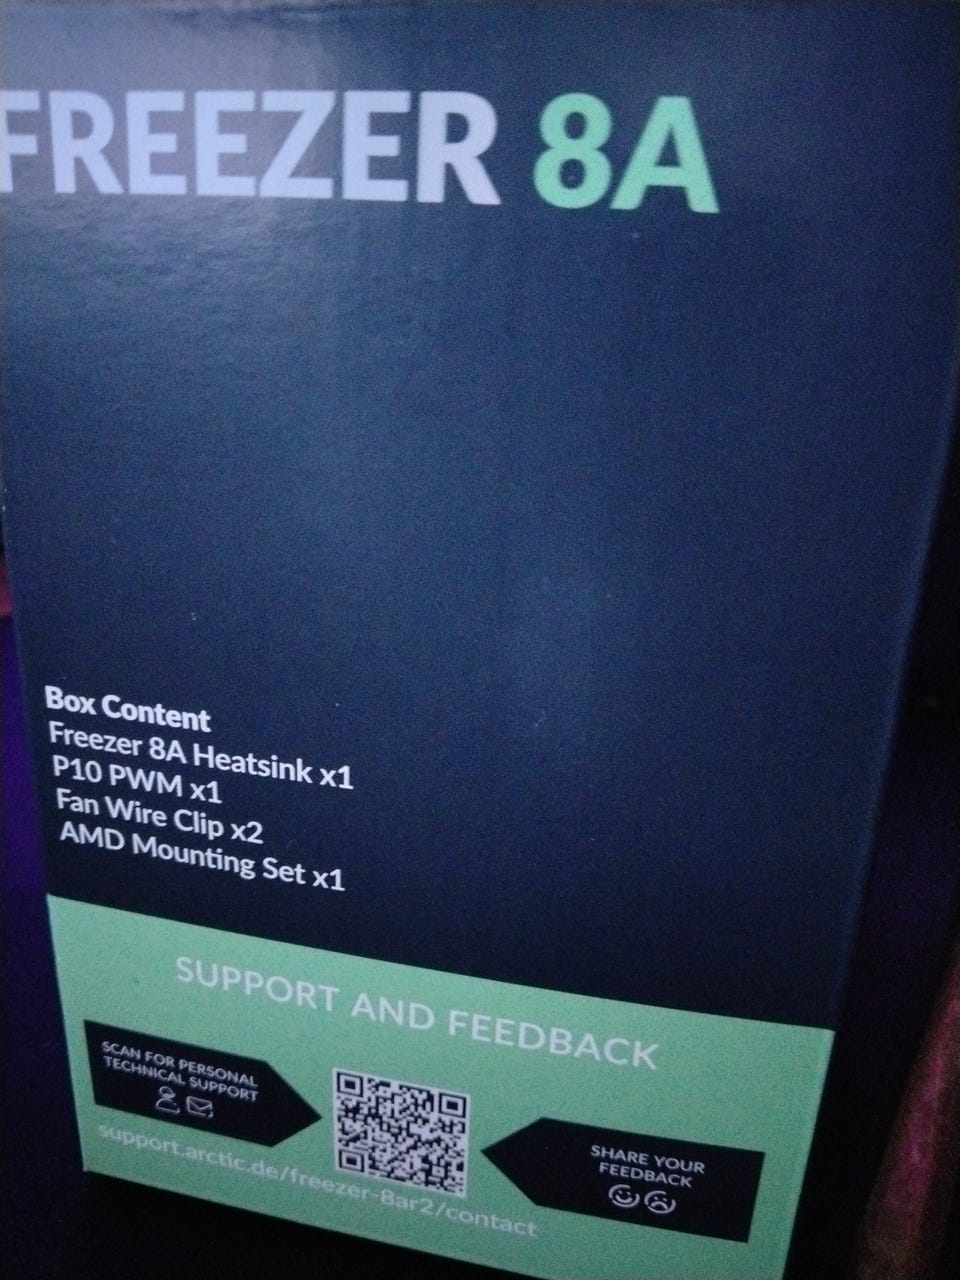 FREEZER 8A
Box Content
Freezer 8A Heatsink x1
P10 PWM x1
Fan Wire Clip x2
AMD Mounting Set x1
SUPPORT AND FEEDBACK
SCAN FOR PERSONAL
TECHNICAL SUPPORT
support.arctic.de/freezer-8ar2/contact
SHARE YOUR
FEEDBACK